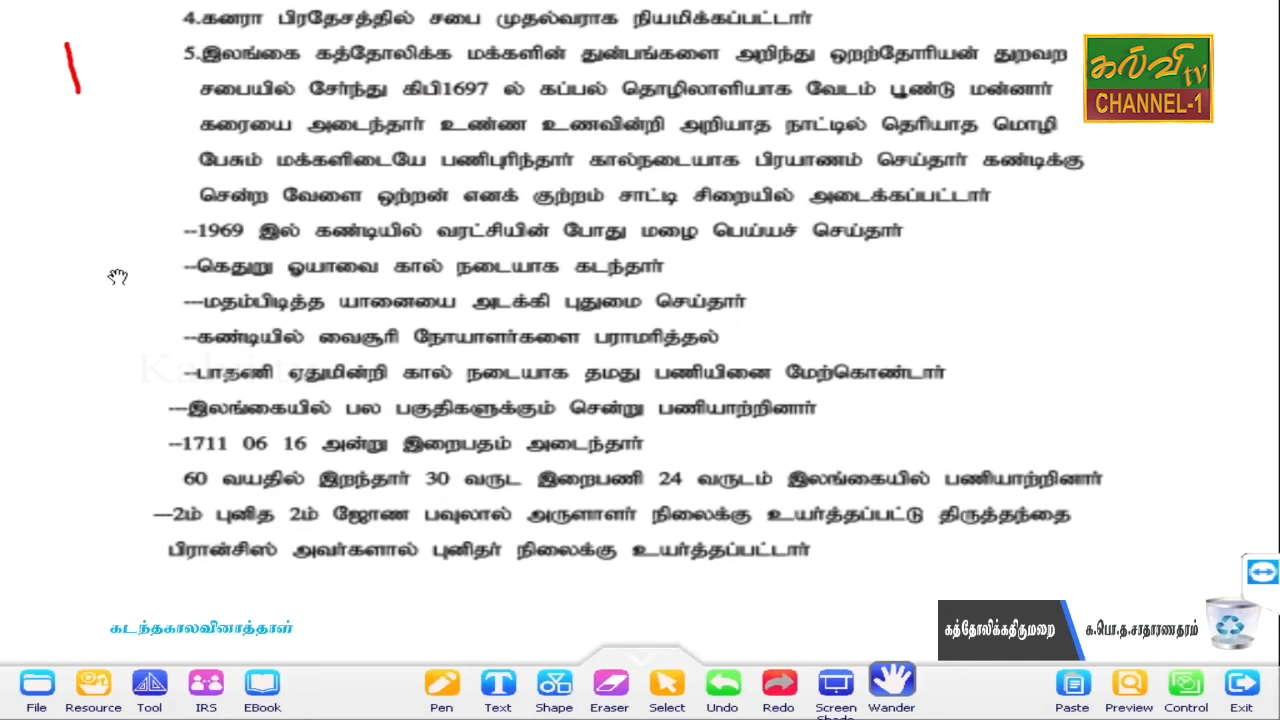 4.கனரா பிரதேசத்தில் சபை முதல்வராக நியமிக்கப்பட்டார்
5.இலங்கை கத்தோலிக்க மக்களின் துன்பங்களை அறிந்து ஒறற்தோரியன் துறவற
சபையில் சேர்ந்து கிபி1697 ல் கப்பல் தொழிலாளியாக வேடம் பூண்டு மன்னார்
கரையை அடைந்தார் உண்ண உணவின்றி அறியாத நாட்டில் தெரியாத மொழி
பேசும் மக்களிடையே பணிபுரிந்தார் கால்நடையாக பிரயாணம் செய்தார் கண்டிக்கு
சென்ற வேளை ஒற்றன் எனக் குற்றம் சாட்டி சிறையில் அடைக்கப்பட்டார்
--1969 இல் கண்டியில் வரட்சியின் போது மழை பெய்யச் செய்தார்
--கெதுறு ஓயாவை கால் நடையாக கடந்தார்
---மதம்பிடித்த யானையை அடக்கி புதுமை செய்தார்
--கண்டியில் வைசூரி நோயாளர்களை பராமரித்தல்
--பாதணி ஏதுமின்றி கால் நடையாக தமது பணியினை மேற்கொண்டார்
---இலங்கையில் பல பகுதிகளுக்கும் சென்று பணியாற்றினார்
--1711 06 16 அன்று இறைபதம் அடைந்தார்
60 வயதில் இறந்தார் 30 வருட இறைபணி 24 வருடம் இலங்கையில் பணியாற்றினார்
---2ம் புனித 2ம் ஜோண பவுலால் அருளாளர் நிலைக்கு உயர்த்தப்பட்டு திருத்தந்தை
பிரான்சிஸ் அவர்களால் புனிதர் நிலைக்கு உயர்த்தப்பட்டார்
கல்வி tv
CHANNEL-1
கடந்தகாலவினாத்தாள்
கத்தோலிக்கதிருமறை க.பொ.த.சாதாரணதரம்
File Resource Tool IRS EBook Pen Text Shape Eraser Select Undo Redo Screen Wander Paste Preview Control Exit
Shade